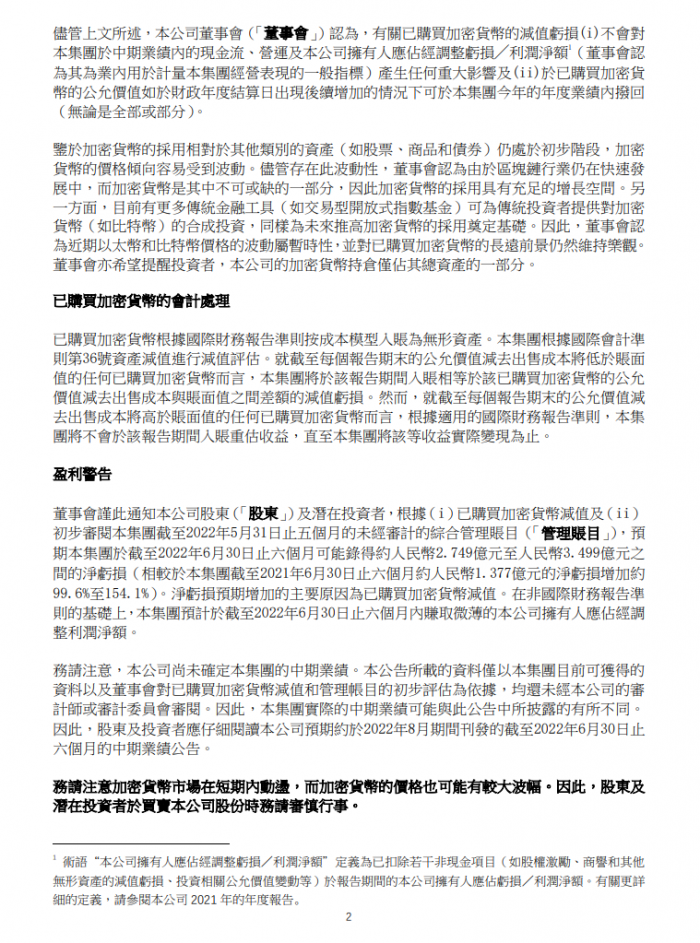 儘管上文所述，本公司董事會（「董事會」）認為，有關已購買加密貨幣的減值虧損(i)不會對
本集團於中期業績內的現金流、營運及本公司擁有人應佔經調整虧損／利潤淨額¹（董事會認
為其為業內用於計量本集團經營表現的一般指標）產生任何重大影響及(ii)於已購買加密貨
幣的公允價值如於財政年度結算日出現後續增加的情況下可於本集團今年的年度業績內撥回
（無論是全部或部分）。
鑒於加密貨幣的採用相對於其他類別的資產（如股票、商品和債券）仍處於初步階段，加密
貨幣的價格傾向容易受到波動。儘管存在此波動性，董事會認為由於區塊鏈行業仍在快速發
展中，而加密貨幣是其中不可或缺的一部分，因此加密貨幣的採用具有充足的增長空間。另
一方面，目前有更多傳統金融工具（如交易型開放式指數基金）可為傳統投資者提供對加密
貨幣（如比特幣）的合成投資，同樣為未來推高加密貨幣的採用奠定基礎。因此，董事會認
為近期以太幣和比特幣價格的波動屬暫時性，並對已購買加密貨幣的長遠前景仍然維持樂觀。
董事會亦希望提醒投資者，本公司的加密貨幣持倉僅佔其總資產的一部分。
已購買加密貨幣的會計處理
已購買加密貨幣根據國際財務報告準則按成本模型入賬為無形資產。本集團根據國際會計準
則第36號資產減值進行減值評估。就截至每個報告期末的公允價值減去出售成本將低於賬面
值的任何已購買加密貨幣而言，本集團將於該報告期間入賬相等於該已購買加密貨幣的公允
價值減去出售成本與賬面值之間差額的減值虧損。然而，就截至每個報告期末的公允價值減
去出售成本將高於賬面值的任何已購買加密貨幣而言，根據適用的國際財務報告準則，本集
團將不會於該報告期間入賬重估收益，直至本集團將該等收益實際變現為止。
盈利警告
董事會謹此通知本公司股東（「股東」）及潛在投資者，根據（i）已購買加密貨幣減值及（ii）
初步審閱本集團截至2022年5月31日止五個月的未經審計的綜合管理賬目（「管理賬目」），預
期本集團於截至2022年6月30日止六個月可能錄得約人民幣2.749億元至人民幣3.499億元之
間的淨虧損（相較於本集團截至2021年6月30日止六個月約人民幣1.377億元的淨虧損增加約
99.6%至154.1%）。淨虧損預期增加的主要原因為已購買加密貨幣減值。在非國際財務報告準
則的基礎上，本集團預計於截至2022年6月30日止六個月內賺取微薄的本公司擁有人應佔經調
整利潤淨額。
務請注意，本公司尚未確定本集團的中期業績。本公告所載的資料僅以本集團目前可獲得的
資料以及董事會對已購買加密貨幣減值和管理帳目的初步評估為依據，均還未經本公司的審
計師或審計委員會審閱。因此，本集團實際的中期業績可能與此公告中所披露的有所不同。
因此，股東及投資者應仔細閱讀本公司預期約於2022年8月期間刊發的截至2022年6月30日止
六個月的中期業績公告。
務請注意加密貨幣市場在短期內動盪，而加密貨幣的價格也可能有較大波幅。因此，股東及
潛在投資者於買賣本公司股份時務請審慎行事。
¹ 術語“本公司擁有人應佔經調整虧損／利潤淨額”定義為已扣除若干非現金項目（如股權激勵、商譽和其他
無形資產的減值虧損、投資相關公允價值變動等）於報告期間的本公司擁有人應佔虧損／利潤淨額。有關更詳
細的定義，請參閱本公司 2021 年的年度報告。
2